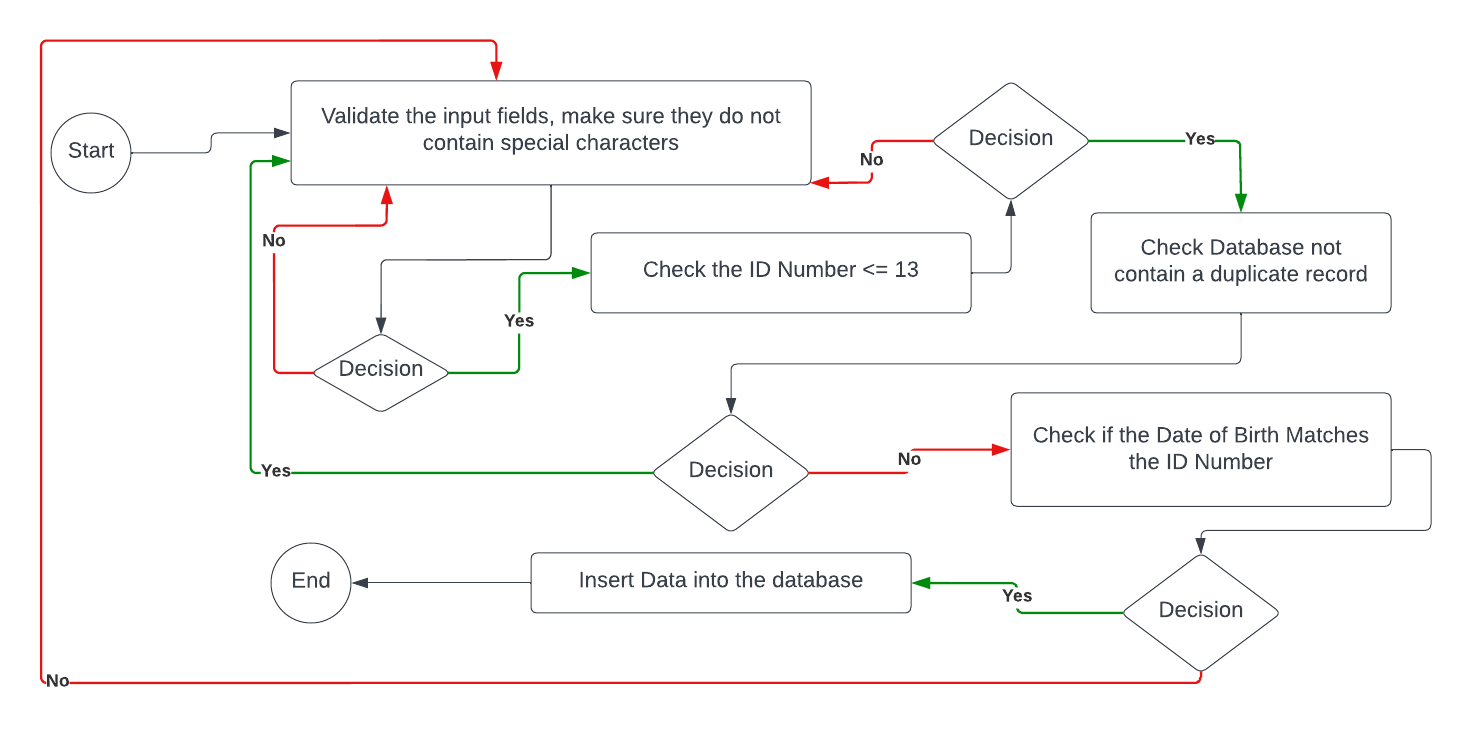 Start
Validate the input fields, make sure they do not
contain special characters
Decision
No
Yes
No
Check the ID Number <= 13
Yes
Check Database not
contain a duplicate record
Decision
Decision
Yes
No
Check if the Date of Birth Matches
the ID Number
End
Insert Data into the database
Yes
Decision
No